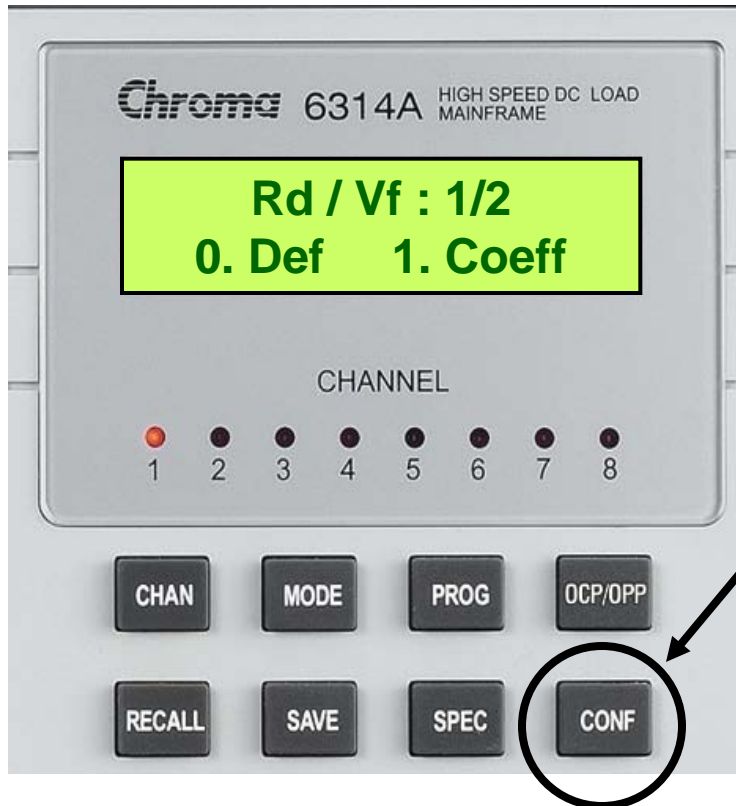 Chroma 6314A HIGH SPEED DC LOAD MAINFRAME
Rd / Vf : 1/2
0. Def 1. Coeff
CHANNEL
1 2 3 4 5 6 7 8
CHAN MODE PROG OCP/OPP
RECALL SAVE SPEC CONF